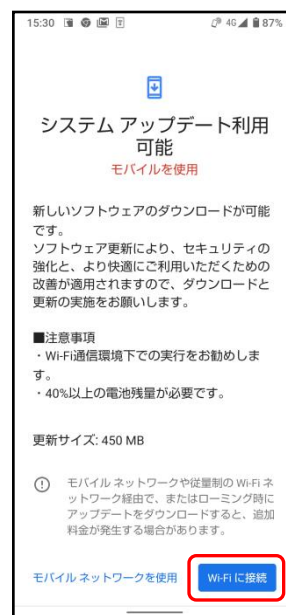 15:30 4G 87%
システム アップデート利用
可能
モバイルを使用
新しいソフトウェアのダウンロードが可能
です。
ソフトウェア更新により、セキュリティの
強化と、より快適にご利用いただくための
改善が適用されますので、ダウンロードと
更新の実施をお願いします。
■注意事項
・Wi-Fi通信環境下での実行をお勧めしま
す。
・40%以上の電池残量が必要です。
更新サイズ: 450 MB
モバイル ネットワークや従量制の Wi-Fi ネ
ットワーク経由で、またはローミング時に
アップデートをダウンロードすると、追加
料金が発生する場合があります。
モバイル ネットワークを使用 Wi-Fi に接続